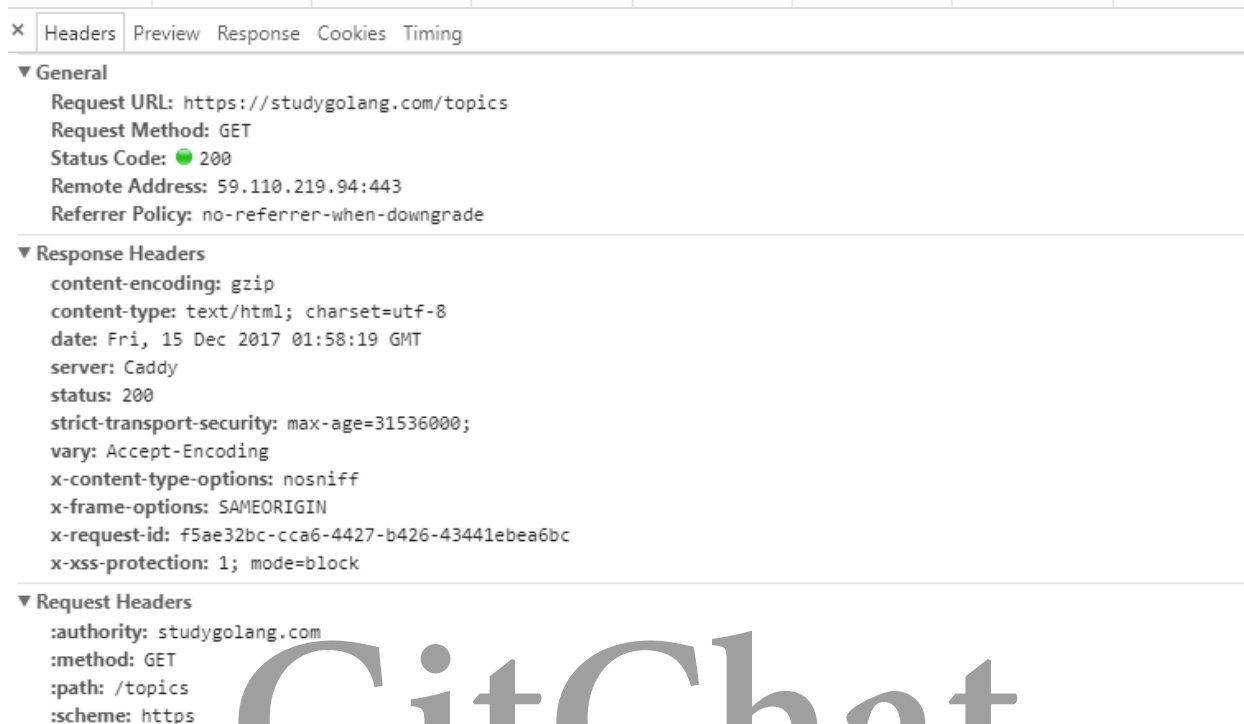 × Headers Preview Response Cookies Timing
▼ General
Request URL: https://studygolang.com/topics
Request Method: GET
Status Code: 200
Remote Address: 59.110.219.94:443
Referrer Policy: no-referrer-when-downgrade
▼ Response Headers
content-encoding: gzip
content-type: text/html; charset=utf-8
date: Fri, 15 Dec 2017 01:58:19 GMT
server: Caddy
status: 200
strict-transport-security: max-age=31536000;
vary: Accept-Encoding
x-content-type-options: nosniff
x-frame-options: SAMEORIGIN
x-request-id: f5ae32bc-cca6-4427-b426-43441ebea6bc
x-xss-protection: 1; mode=block
▼ Request Headers
:authority: studygolang.com
:method: GET
:path: /topics
:scheme: https
GitChat